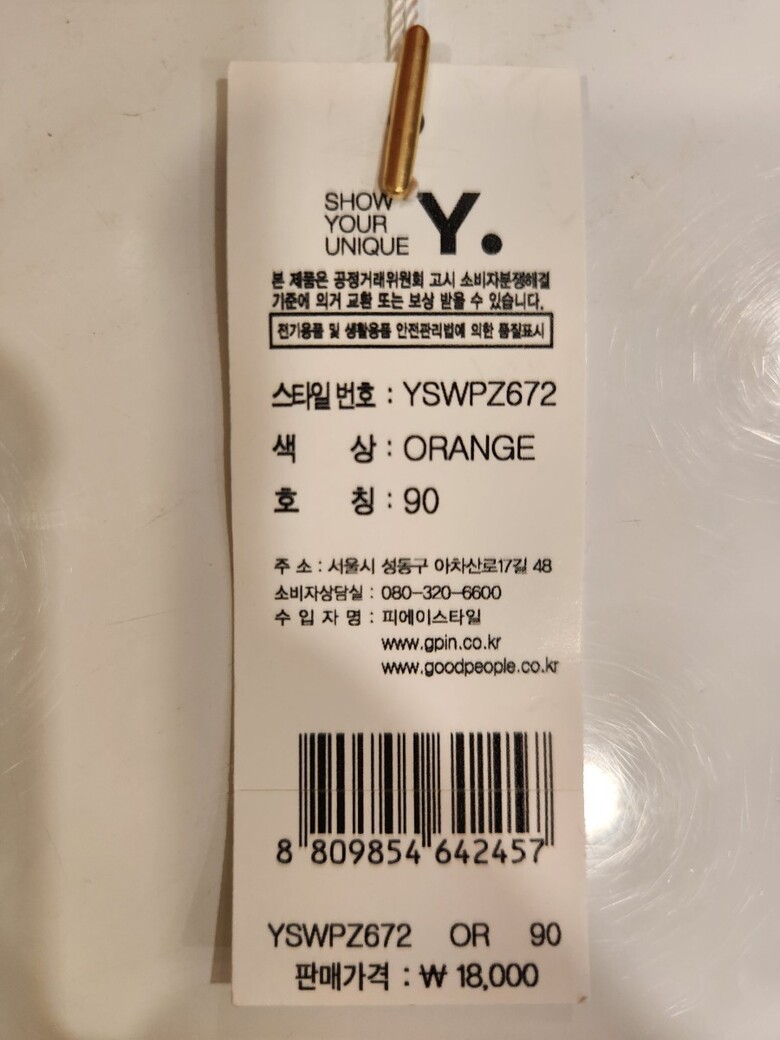 SHOW
YOUR
UNIQUE
Y.
본 제품은 공정거래위원회 고시 소비자분쟁해결
기준에 의거 교환 또는 보상 받을 수 있습니다.
전기용품 및 생활용품 안전관리법에 의한 품질표시
스타일 번호 : YSWPZ672
색 상 : ORANGE
호 칭 : 90
주 소 : 서울시 성동구 아차산로17길 48
소비자상담실 : 080-320-6600
수 입 자 명 : 피에이스타일
www.gpin.co.kr
www.goodpeople.co.kr
8 809854 642457
YSWPZ672 OR 90
판매가격 : ₩ 18,000